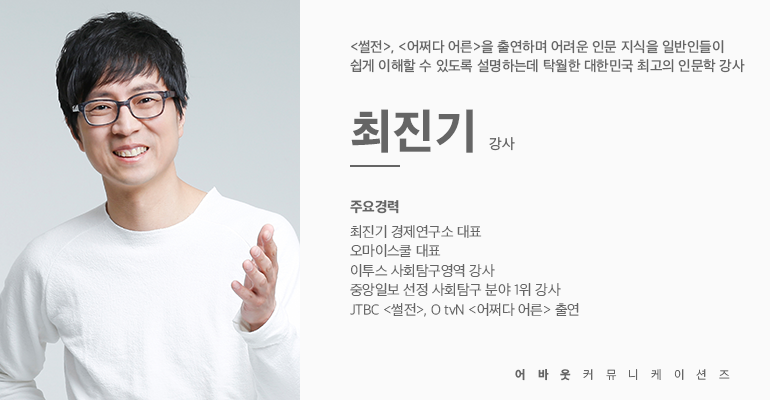 <썰전>, <어쩌다 어른>을 출연하며 어려운 인문 지식을 일반인들이
쉽게 이해할 수 있도록 설명하는데 탁월한 대한민국 최고의 인문학 강사
최진기 강사
주요경력
최진기 경제연구소 대표
오마이스쿨 대표
이투스 사회탐구영역 강사
중앙일보 선정 사회탐구 분야 1위 강사
JTBC <썰전>, O tvN <어쩌다 어른> 출연
어바웃커뮤니케이션즈